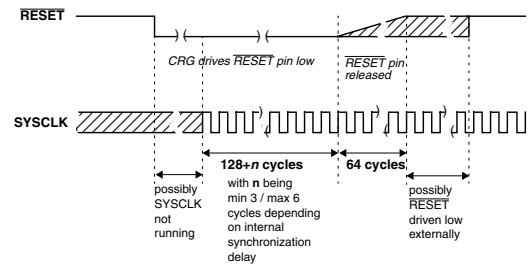 RESET
CRG drives RESET pin low
RESET pin
released
SYSCLK
128+n cycles
64 cycles
possibly
SYSCLK
not
running
with n being
min 3 / max 6
cycles depending
on internal
synchronization
delay
possibly
RESET
driven low
externally